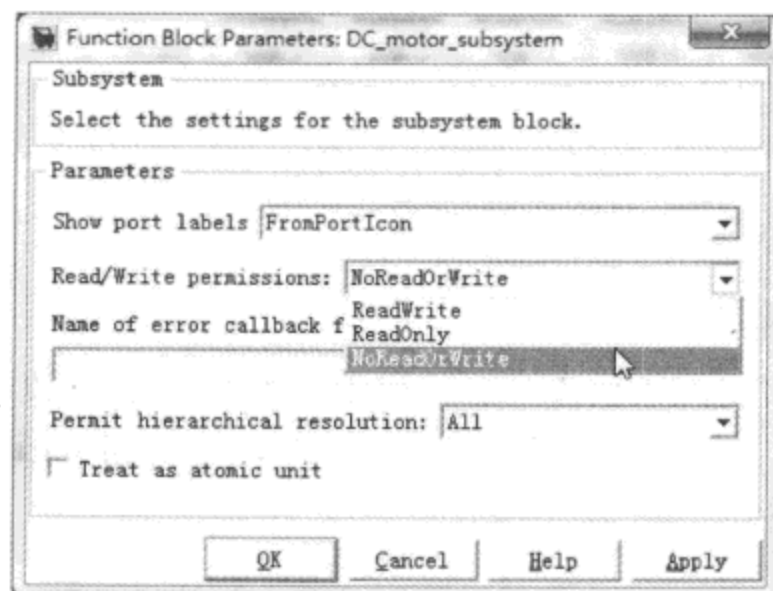 Function Block Parameters: DC_motor_subsystem
Subsystem
Select the settings for the subsystem block.
Parameters
Show port labels FromPortIcon
Read/Write permissions: NoReadOrWrite
ReadWrite
Name of error callback f
ReadOnly
NoReadOrWrite
Permit hierarchical resolution: All
Treat as atomic unit
OK Cancel Help Apply